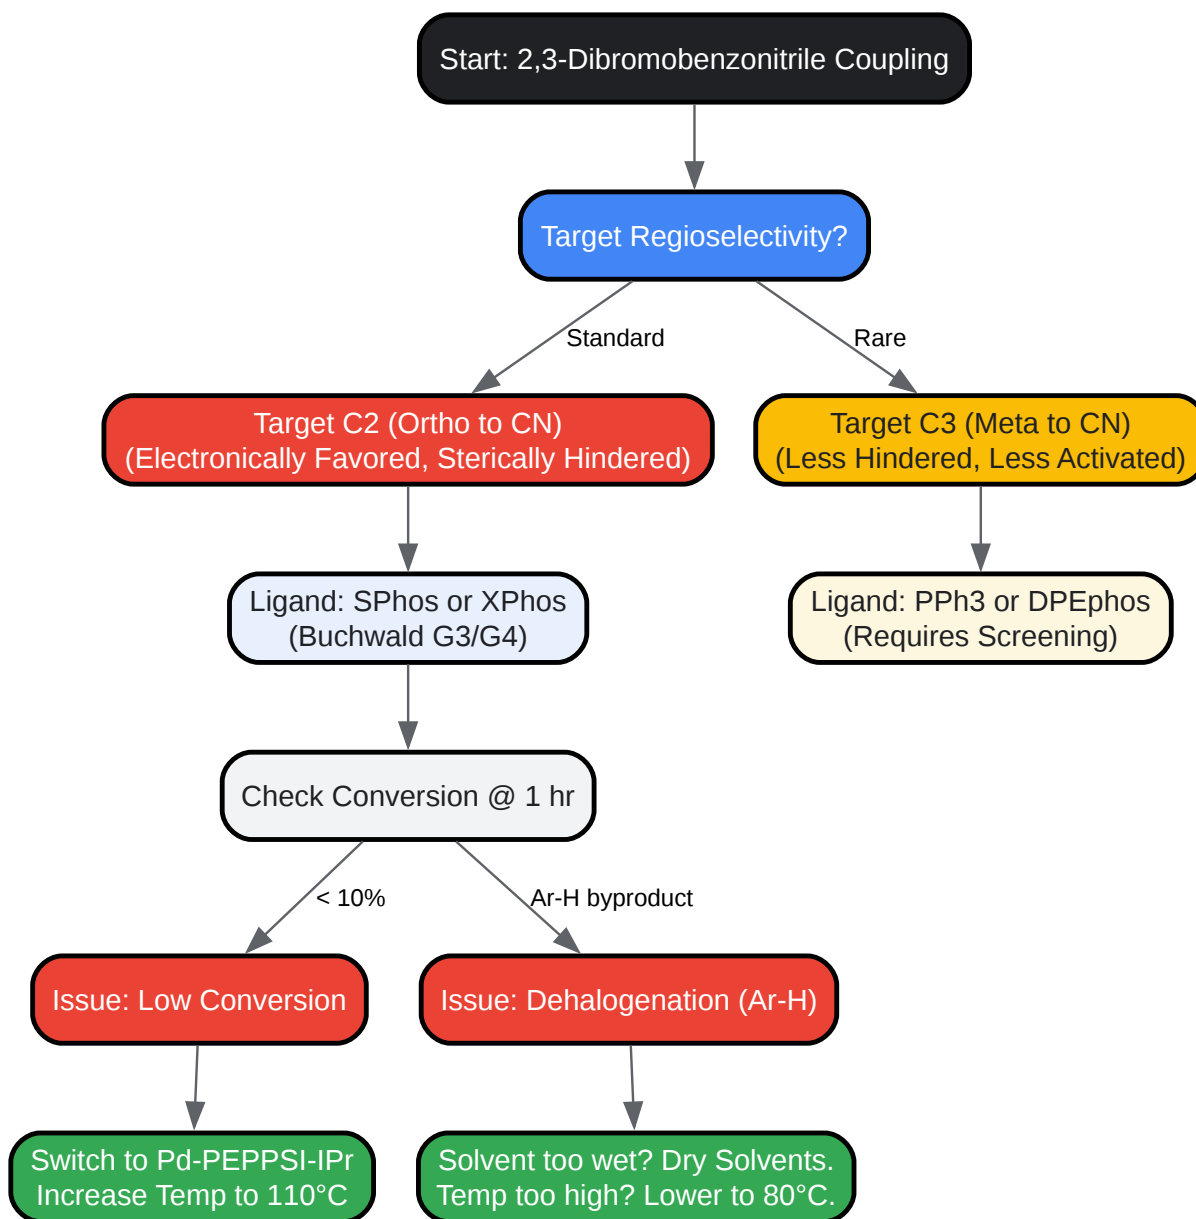 Start: 2,3-Dibromobenzonitrile Coupling
Target Regioselectivity?
Standard
Rare
Target C2 (Ortho to CN)
(Electronically Favored, Sterically Hindered)
Target C3 (Meta to CN)
(Less Hindered, Less Activated)
Ligand: SPhos or XPhos
(Buchwald G3/G4)
Ligand: PPh3 or DPEphos
(Requires Screening)
Check Conversion @ 1 hr
< 10%
Ar-H byproduct
Issue: Low Conversion
Issue: Dehalogenation (Ar-H)
Switch to Pd-PEPPSI-IPr
Increase Temp to 110°C
Solvent too wet? Dry Solvents.
Temp too high? Lower to 80°C.